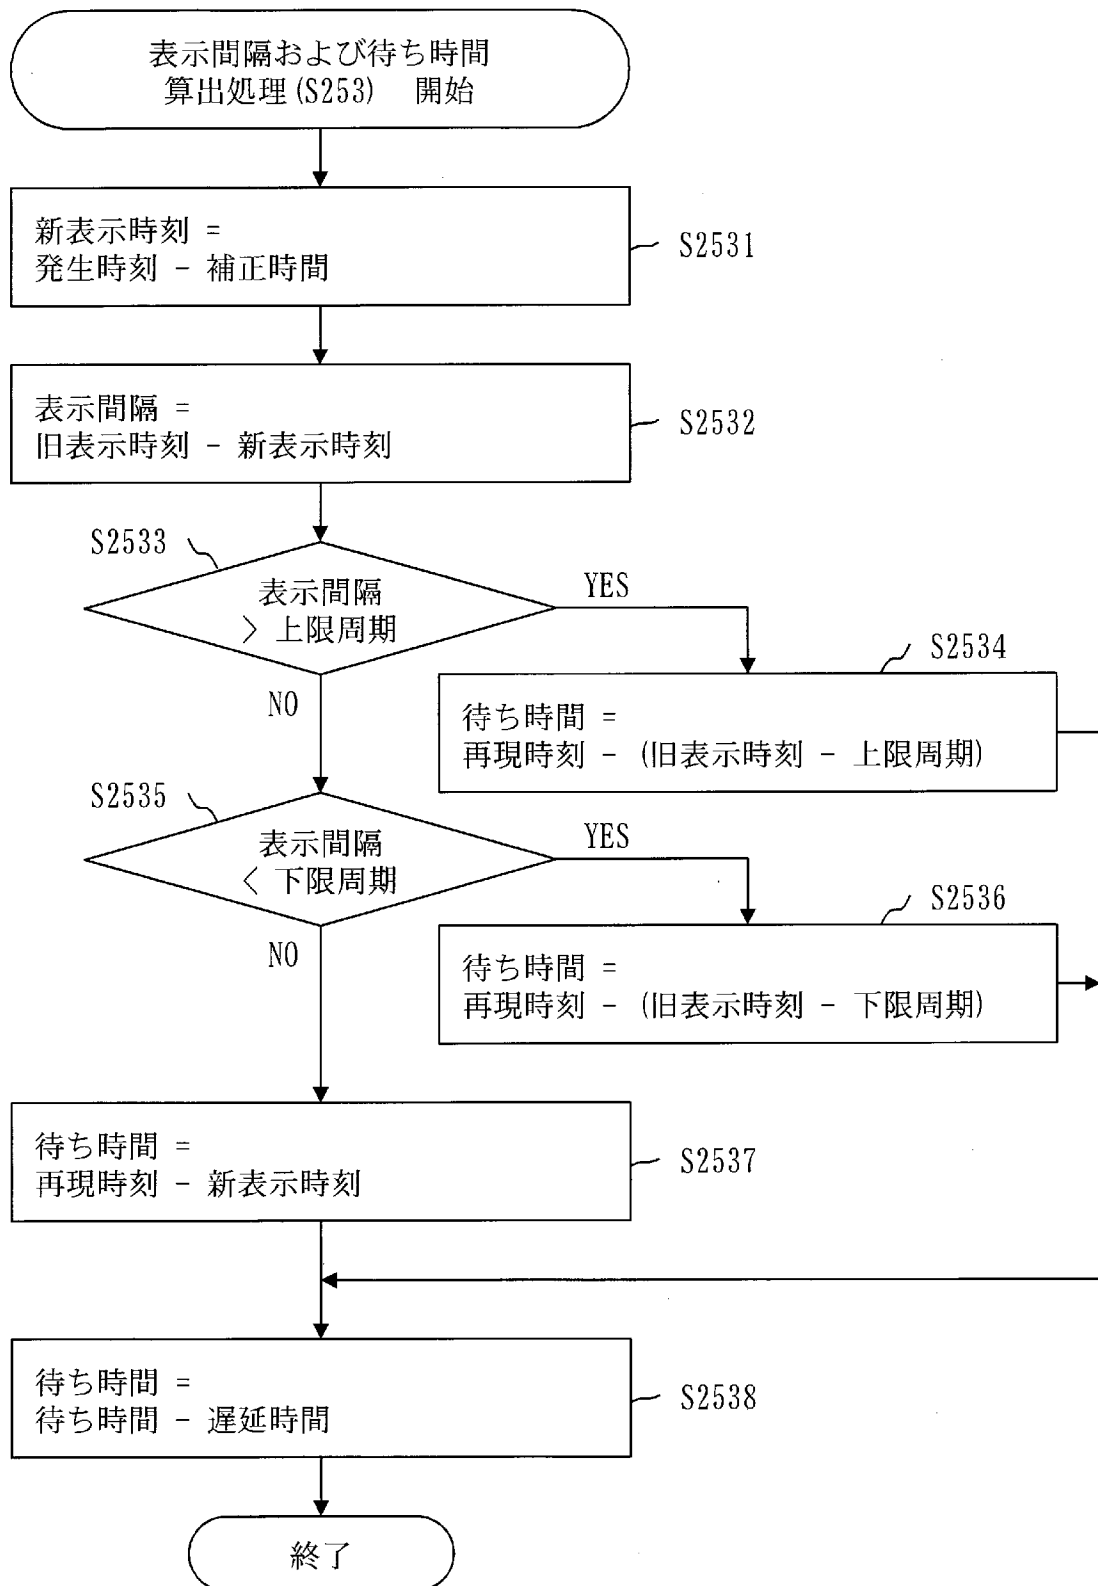 表示間隔および待ち時間
算出処理(S253) 開始
新表示時刻 =
発生時刻 - 補正時間
S2531
表示間隔 =
旧表示時刻 - 新表示時刻
S2532
S2533
表示間隔
> 上限周期
YES
NO
S2534
待ち時間 =
再現時刻 - (旧表示時刻 - 上限周期)
S2535
表示間隔
< 下限周期
YES
NO
S2536
待ち時間 =
再現時刻 - (旧表示時刻 - 下限周期)
待ち時間 =
再現時刻 - 新表示時刻
S2537
待ち時間 =
待ち時間 - 遅延時間
S2538
終了